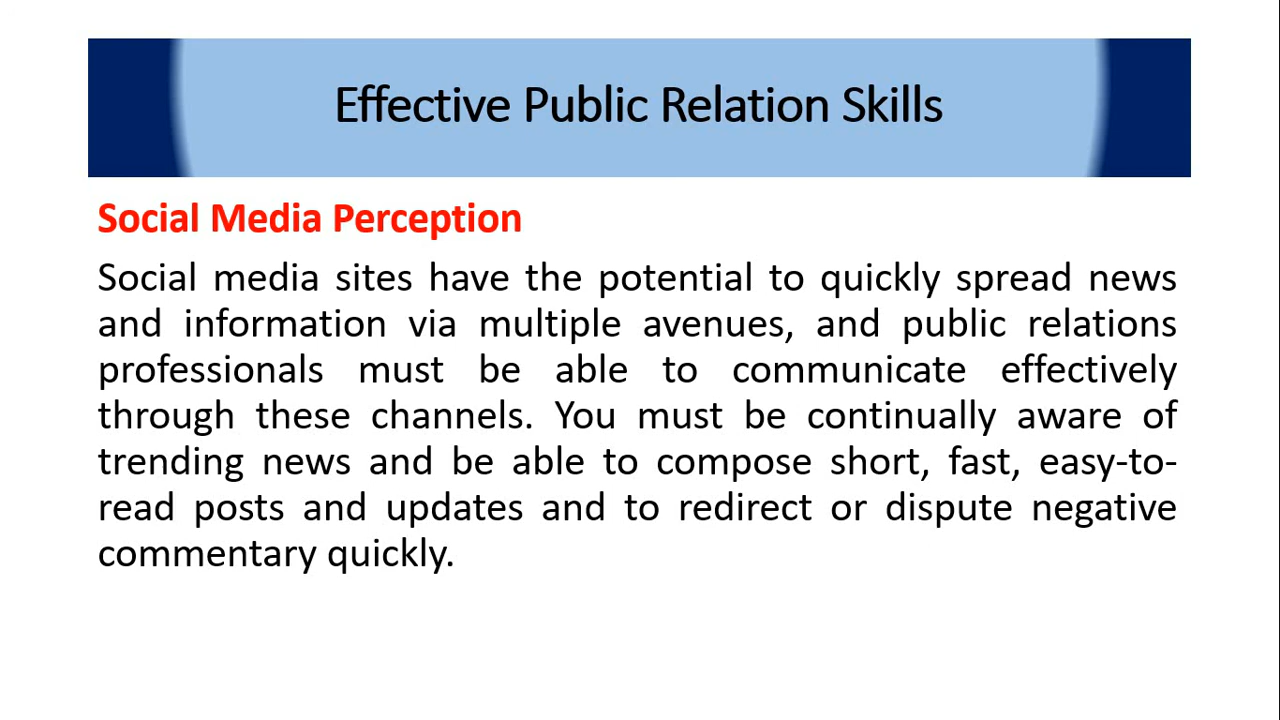 Effective Public Relation Skills
Social Media Perception
Social media sites have the potential to quickly spread news
and information via multiple avenues, and public relations
professionals must be able to communicate effectively
through these channels. You must be continually aware of
trending news and be able to compose short, fast, easy-to-
read posts and updates and to redirect or dispute negative
commentary quickly.